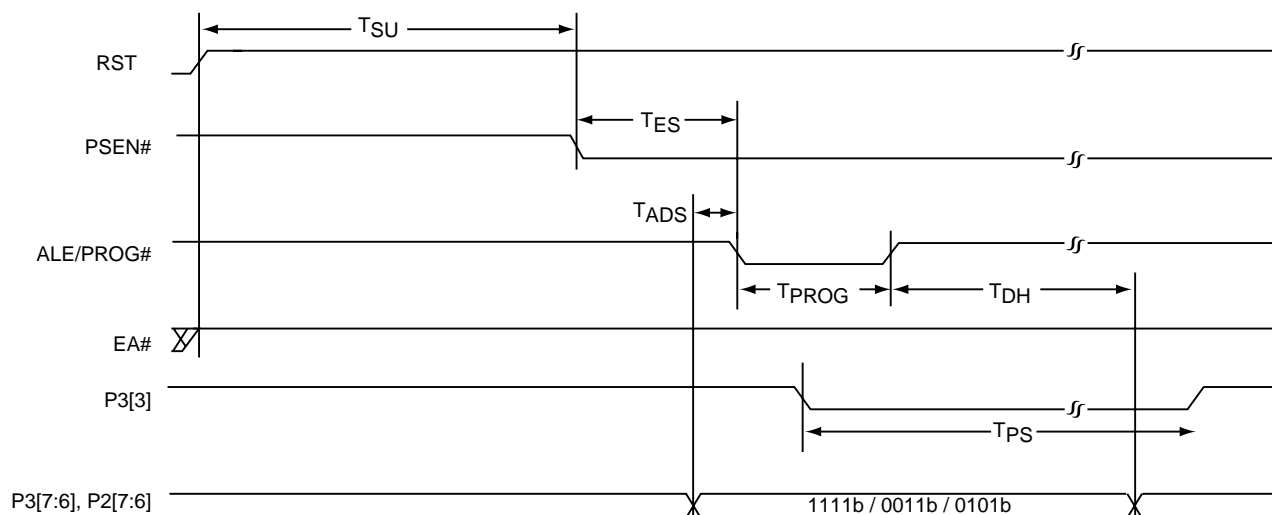 TSU
RST
TES
PSEN#
TADS
ALE/PROG#
TPROG
TDH
EA#
P3[3]
TPS
P3[7:6], P2[7:6]
1111b / 0011b / 0101b